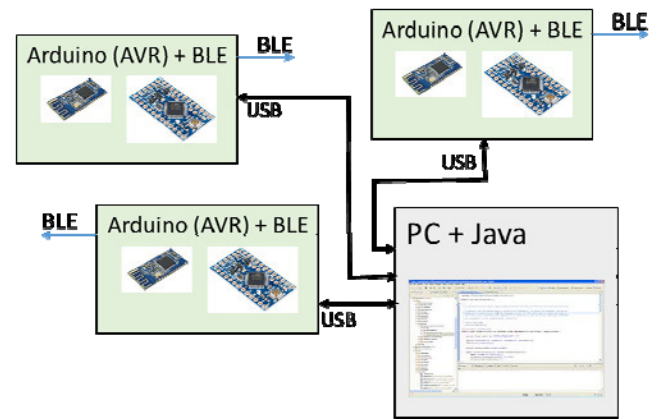 Arduino (AVR) + BLE
BLE
USB
Arduino (AVR) + BLE
BLE
USB
BLE
Arduino (AVR) + BLE
USB
PC + Java